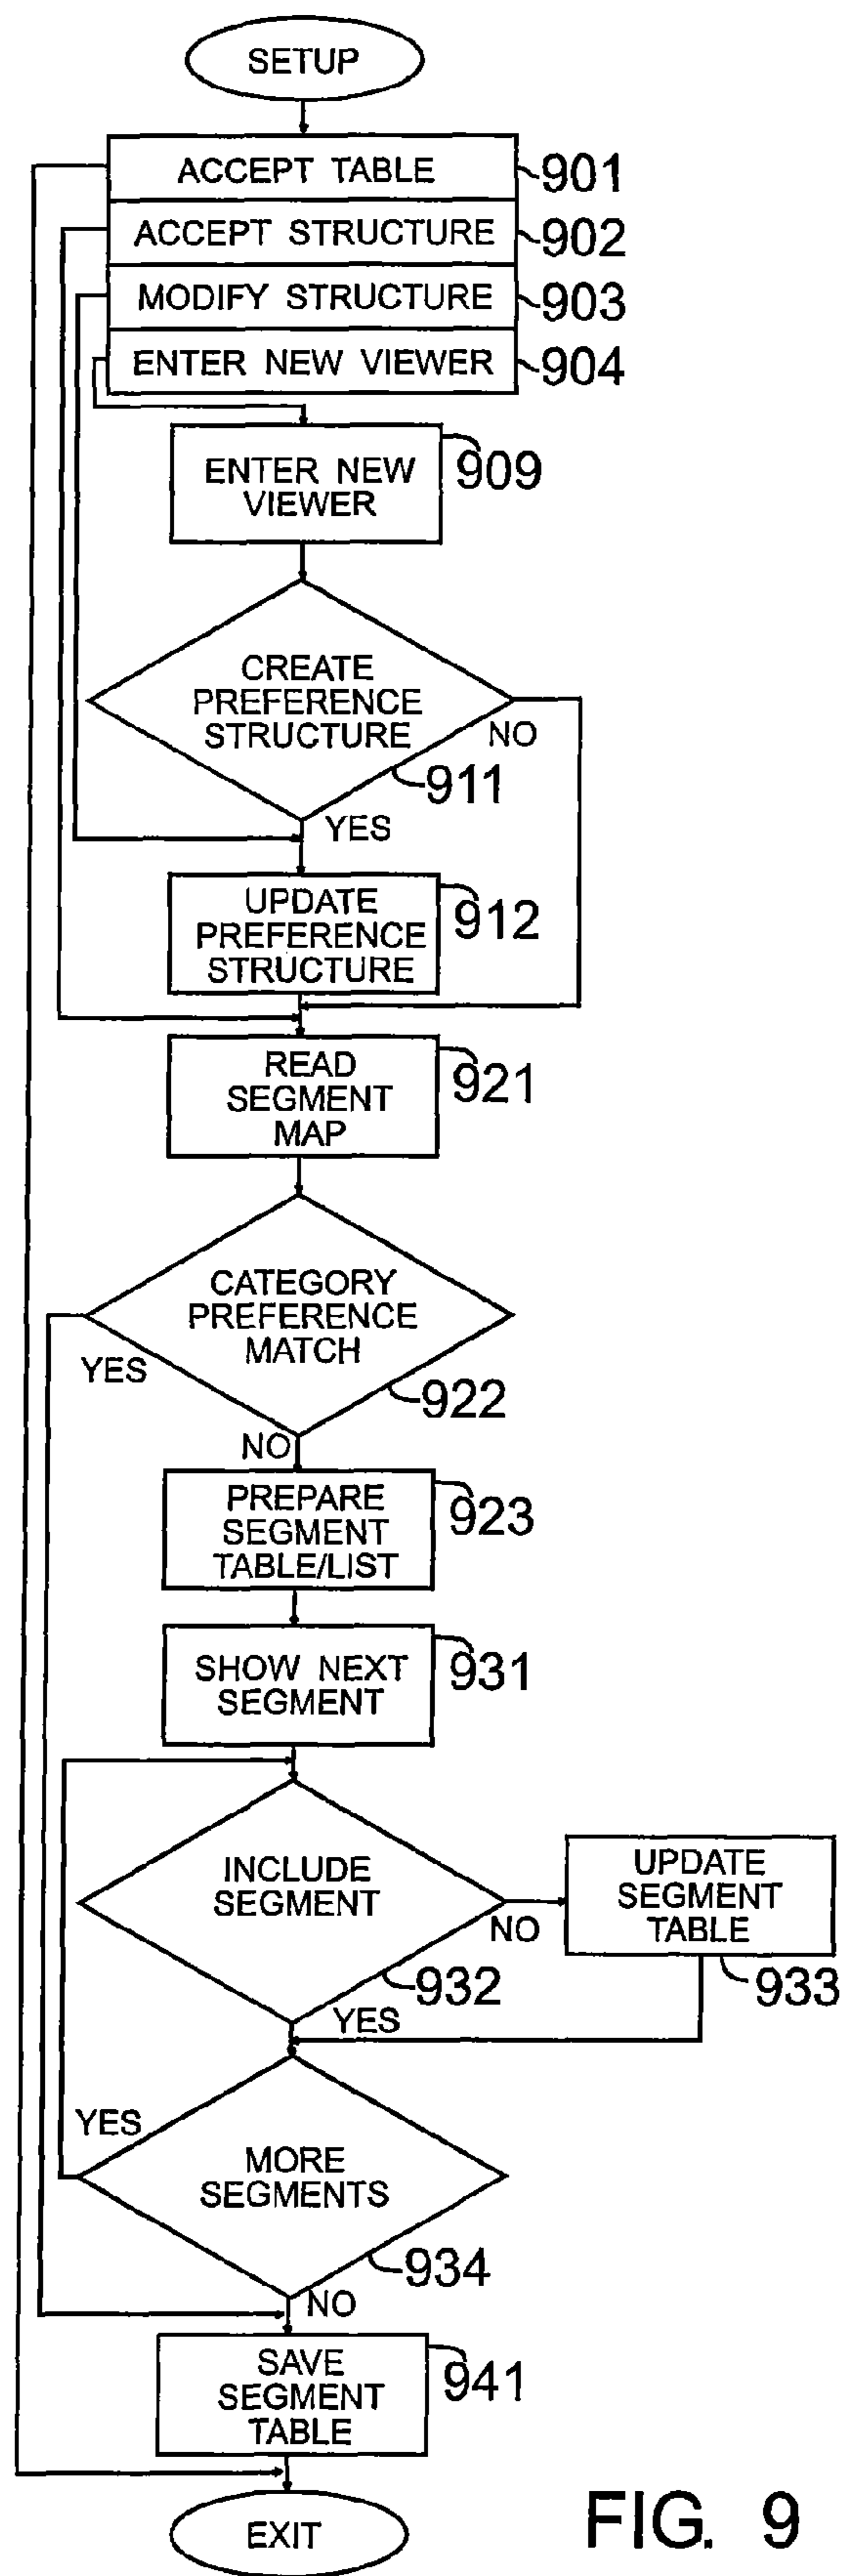 SETUP
ACCEPT TABLE
901
ACCEPT STRUCTURE
902
MODIFY STRUCTURE
903
ENTER NEW VIEWER
904
ENTER NEW
VIEWER
909
CREATE
PREFERENCE
STRUCTURE
NO
911
YES
UPDATE
PREFERENCE
STRUCTURE
912
READ
SEGMENT
MAP
921
CATEGORY
PREFERENCE
MATCH
YES
922
NO
PREPARE
SEGMENT
TABLE/LIST
923
SHOW NEXT
SEGMENT
931
INCLUDE
SEGMENT
NO
932
YES
UPDATE
SEGMENT
TABLE
933
YES
MORE
SEGMENTS
934
NO
SAVE
SEGMENT
TABLE
941
EXIT
FIG. 9